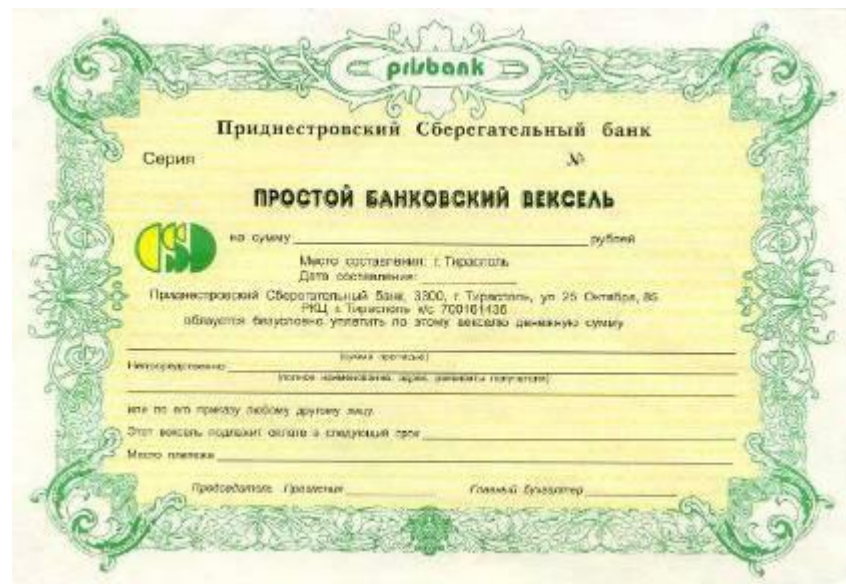 prisbank
Приднестровский Сберегательный банк
Серия №
ПРОСТОЙ БАНКОВСКИЙ ВЕКСЕЛЬ
на сумму рублей
Место составления: г. Тирасполь
Дата составления:
Приднестровский Сберегательный Банк, 3300, г. Тирасполь, ул. 25 Октября, 85
РКЦ г. Тирасполь к/с 700161436
обязуется безусловно уплатить по этому векселю денежную сумму
(сумма прописью)
Непосредственно
(полное наименование, адрес, реквизиты получателя)
или по его приказу любому другому лицу.
Этот вексель подлежит оплате в следующий срок
Место платежа
Председатель Правления Главный бухгалтер